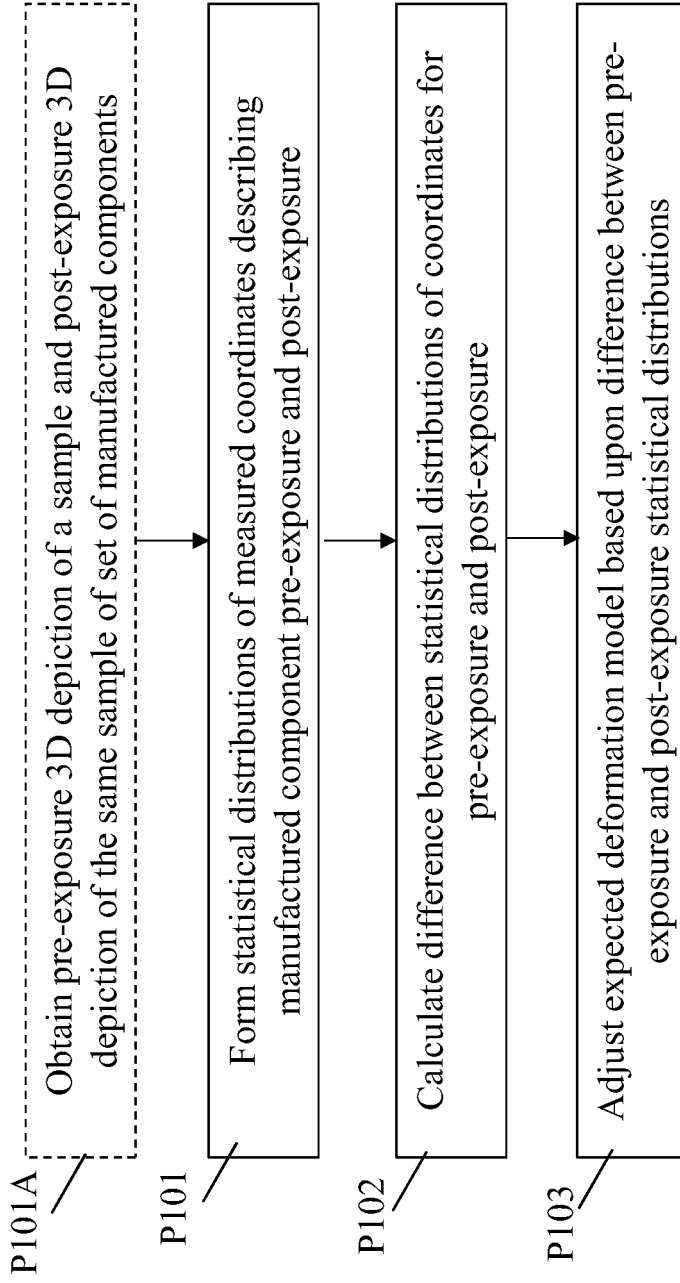 P101A
Obtain pre-exposure 3D depiction of a sample and post-exposure 3D
depiction of the same sample of set of manufactured components
P101
Form statistical distributions of measured coordinates describing
manufactured component pre-exposure and post-exposure
P102
Calculate difference between statistical distributions of coordinates for
pre-exposure and post-exposure
P103
Adjust expected deformation model based upon difference between pre-
exposure and post-exposure statistical distributions